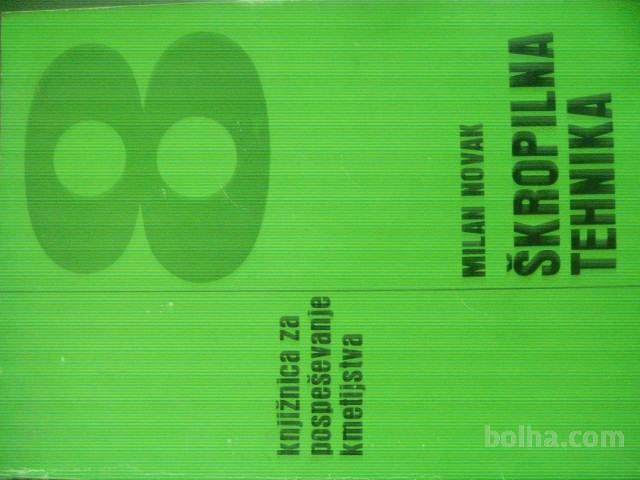 8
knjižnica za
pospeševanje
kmetijstva
MILAN NOVAK
ŠKROPILNA
TEHNIKA
bolha.com